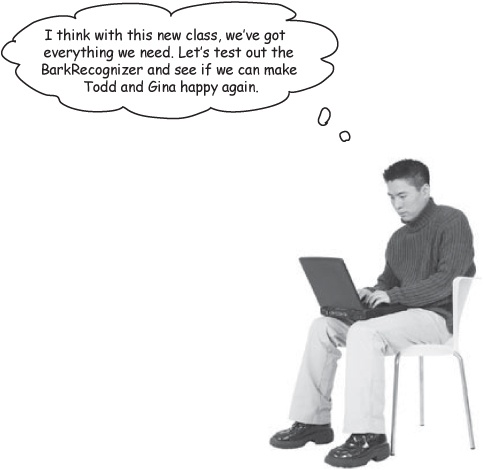 I think with this new class, we've got
everything we need. Let's test out the
BarkRecognizer and see if we can make
Todd and Gina happy again.